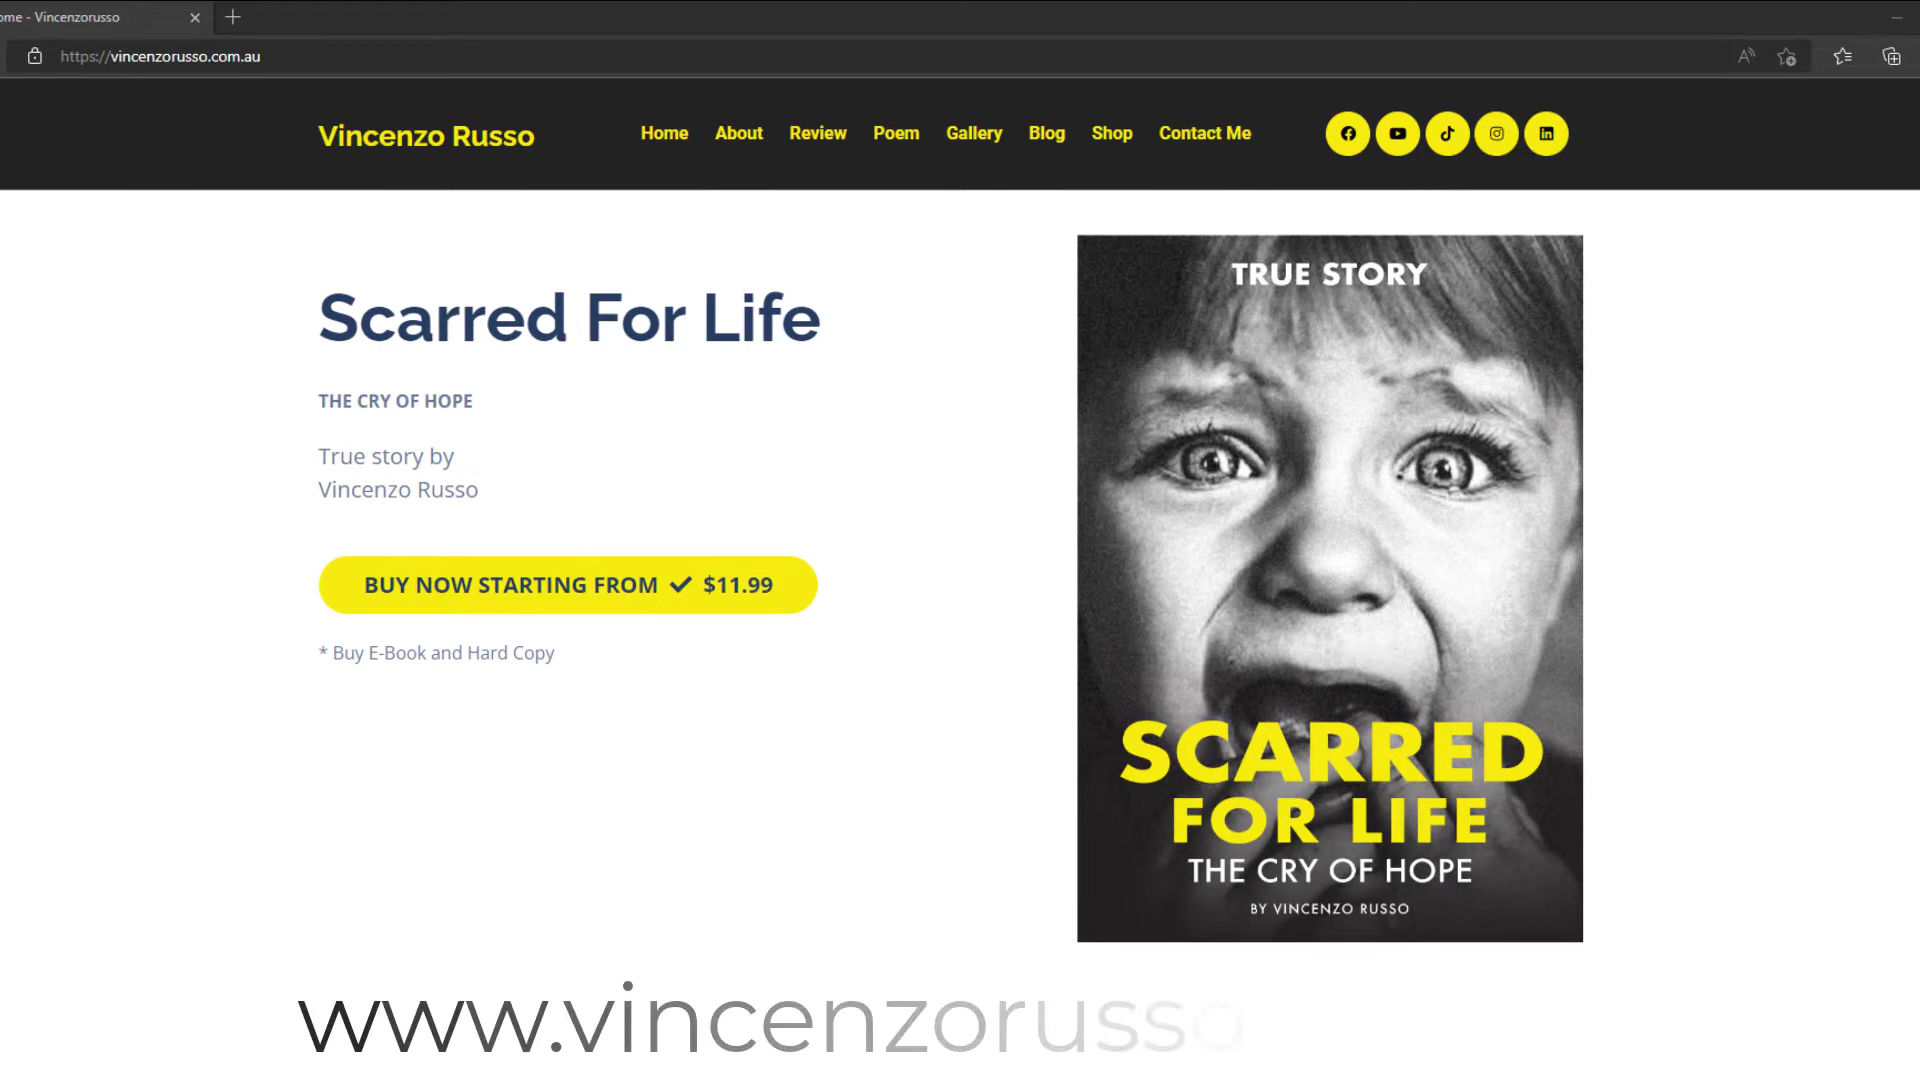 ome - Vincenzorusso
https://vincenzorusso.com.au
Vincenzo Russo
Home About Review Poem Gallery Blog Shop Contact Me
TRUE STORY
Scarred For Life
THE CRY OF HOPE
True story by
Vincenzo Russo
BUY NOW STARTING FROM $11.99
* Buy E-Book and Hard Copy
SCARRED
FOR LIFE
THE CRY OF HOPE
BY VINCENZO RUSSO
www.vincenzorusso